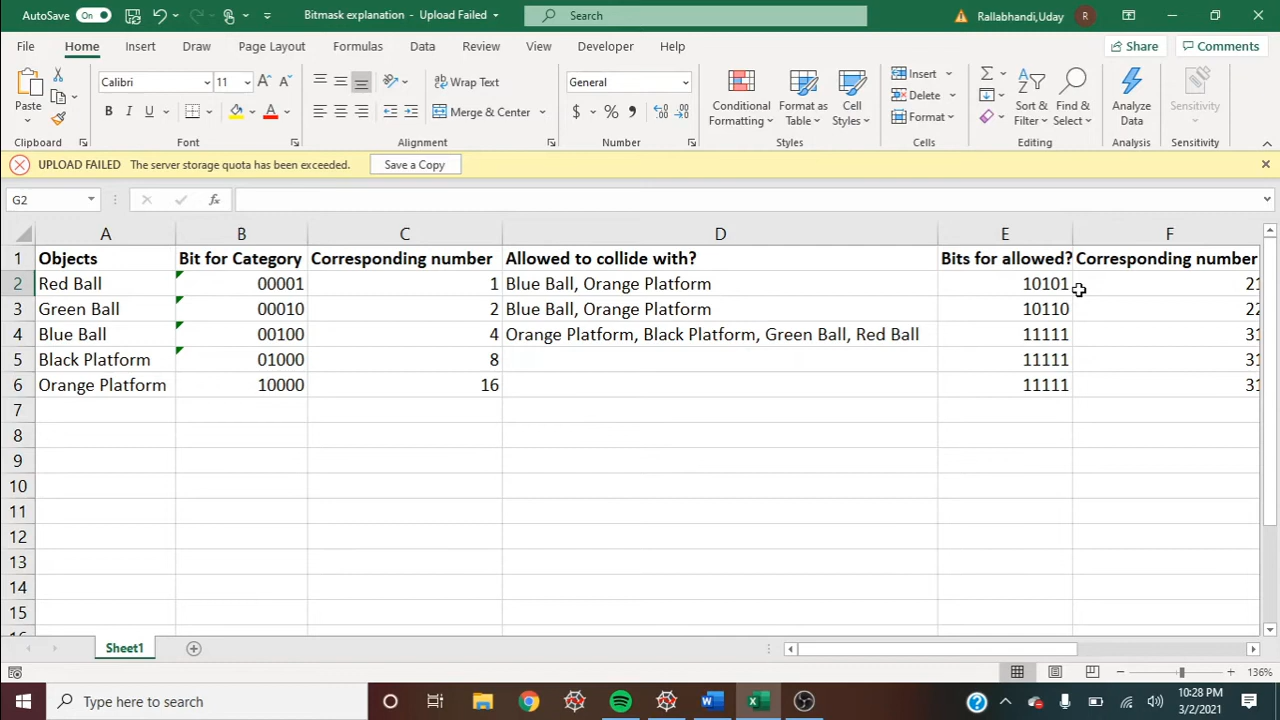 AutoSave On Bitmask explanation - Upload Failed Search Rallabhandi,Uday R
File Home Insert Draw Page Layout Formulas Data Review View Developer Help Share Comments
Paste Calibri 11 A A Wrap Text General Conditional Formatting Format as Table Cell Styles Insert Sort & Filter Find & Select Analyze Data Sensitivity
B I U A Merge & Center $ % Delete
Format
Clipboard Font Alignment Number Styles Cells Editing Analysis Sensitivity
UPLOAD FAILED The server storage quota has been exceeded. Save a Copy
G2 fx
A B C D E F
1 Objects Bit for Category Corresponding number Allowed to collide with? Bits for allowed? Corresponding number
2 Red Ball 00001 1 Blue Ball, Orange Platform 10101 21
3 Green Ball 00010 2 Blue Ball, Orange Platform 10110 22
4 Blue Ball 00100 4 Orange Platform, Black Platform, Green Ball, Red Ball 11111 31
5 Black Platform 01000 8 11111 31
6 Orange Platform 10000 16 11111 31
7
8
9
10
11
12
13
14
15
Sheet1
136%
Type here to search 10:28 PM
3/2/2021